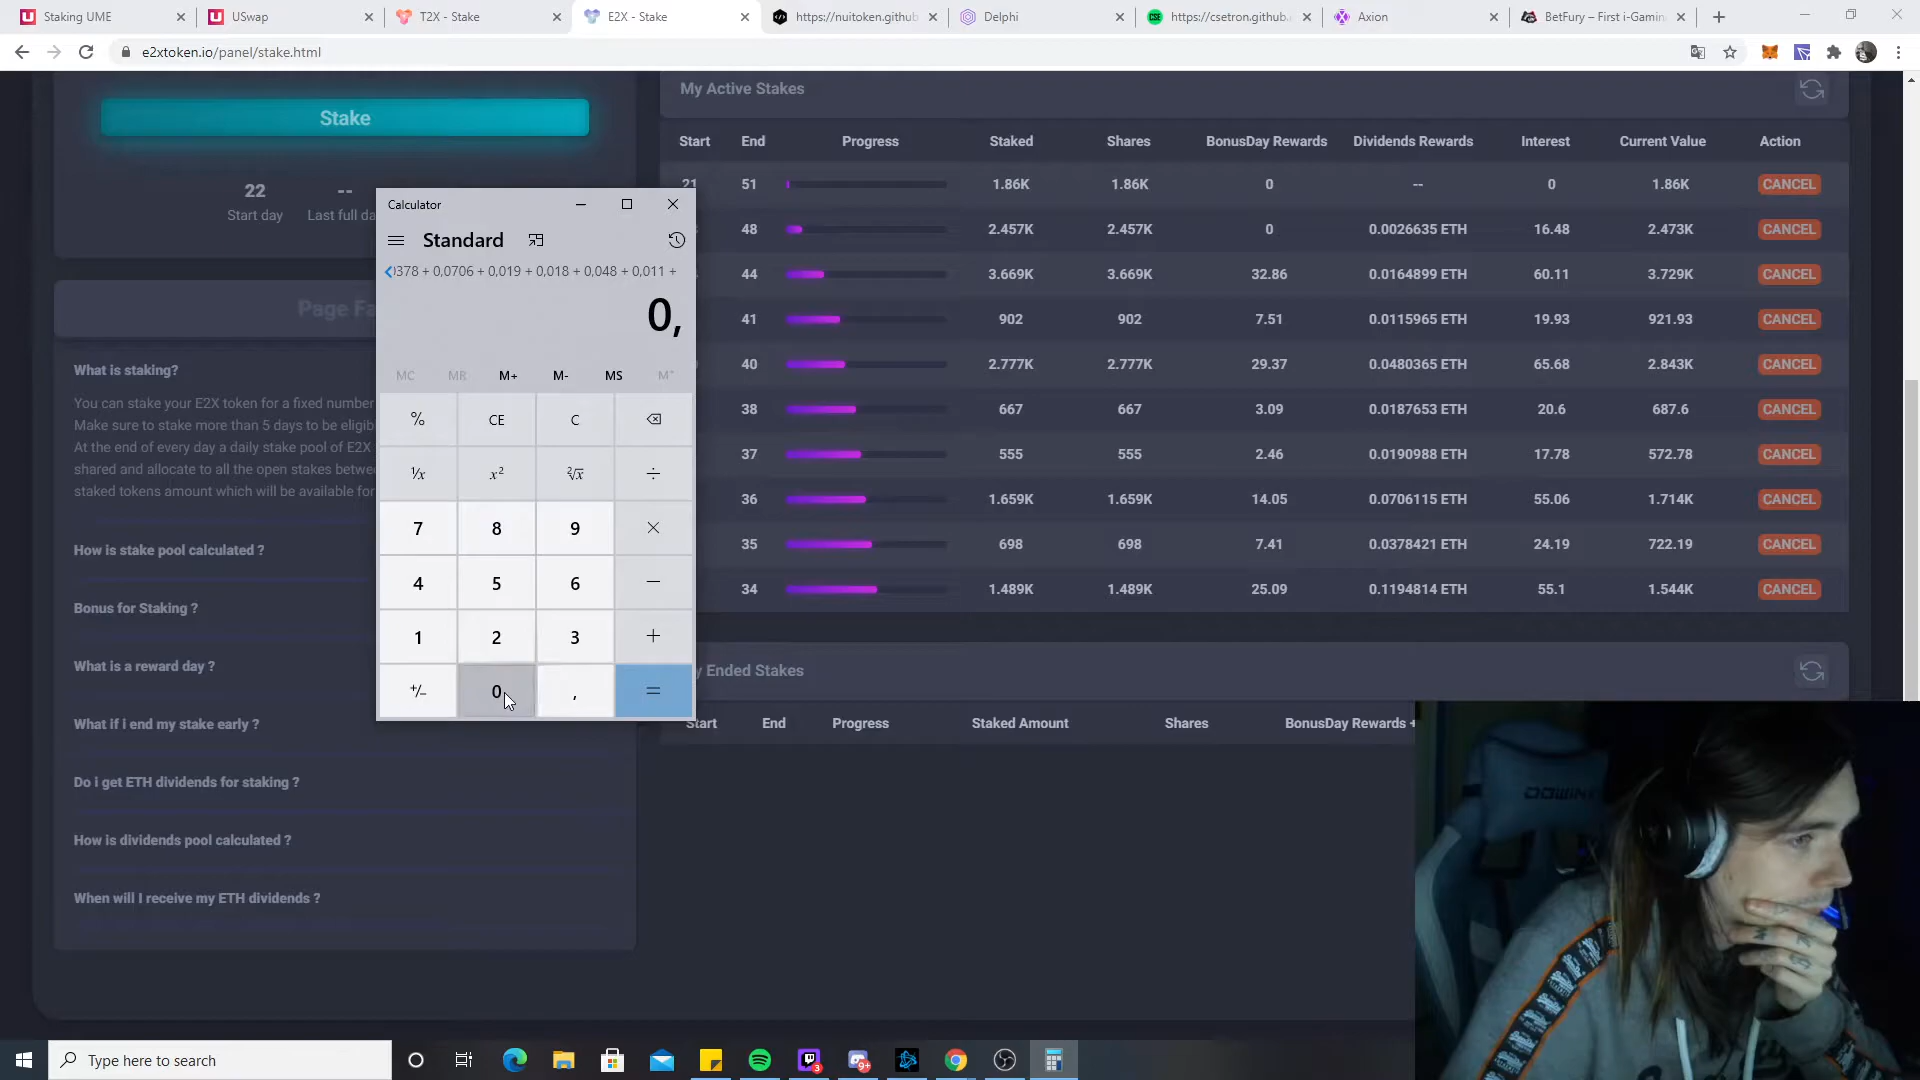 Staking UME
USwap
T2X - Stake
E2X - Stake
https://nuitoken.github.
Delphi
https://csetron.github.
Axion
BetFury – First i-Gamin
e2xtoken.io/panel/stake.html
Stake
22
--
Start day
Last full da
Page Fa
What is staking?
You can stake your E2X token for a fixed number
Make sure to stake more than 5 days to be eligib
At the end of every day a daily stake pool of E2X
shared and allocate to all the open stakes betwe
staked tokens amount which will be available for
How is stake pool calculated ?
Bonus for Staking ?
What is a reward day ?
What if i end my stake early ?
Do i get ETH dividends for staking ?
How is dividends pool calculated ?
When will I receive my ETH dividends ?
Calculator
Standard
378 + 0,0706 + 0,019 + 0,018 + 0,048 + 0,011 +
0,
MC MR M+ M- MS M˅
% CE C
⅟x x² ²√x ÷
7 8 9 ×
4 5 6 −
1 2 3 +
+/− 0 , =
My Active Stakes
Start End Progress Staked Shares BonusDay Rewards Dividends Rewards Interest Current Value Action
21 51 1.86K 1.86K 0 -- 0 1.86K CANCEL
48 2.457K 2.457K 0 0.0026635 ETH 16.48 2.473K CANCEL
44 3.669K 3.669K 32.86 0.0164899 ETH 60.11 3.729K CANCEL
41 902 902 7.51 0.0115965 ETH 19.93 921.93 CANCEL
40 2.777K 2.777K 29.37 0.0480365 ETH 65.68 2.843K CANCEL
38 667 667 3.09 0.0187653 ETH 20.6 687.6 CANCEL
37 555 555 2.46 0.0190988 ETH 17.78 572.78 CANCEL
36 1.659K 1.659K 14.05 0.0706115 ETH 55.06 1.714K CANCEL
35 698 698 7.41 0.0378421 ETH 24.19 722.19 CANCEL
34 1.489K 1.489K 25.09 0.1194814 ETH 55.1 1.544K CANCEL
y Ended Stakes
Start End Progress Staked Amount Shares BonusDay Rewards +
Type here to search
3
9+